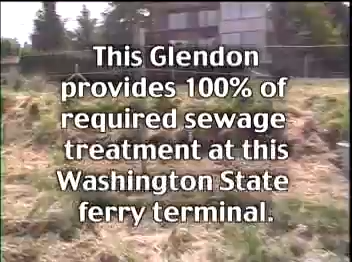 This Glendon
provides 100% of
required sewage
treatment at this
Washington State
ferry terminal.